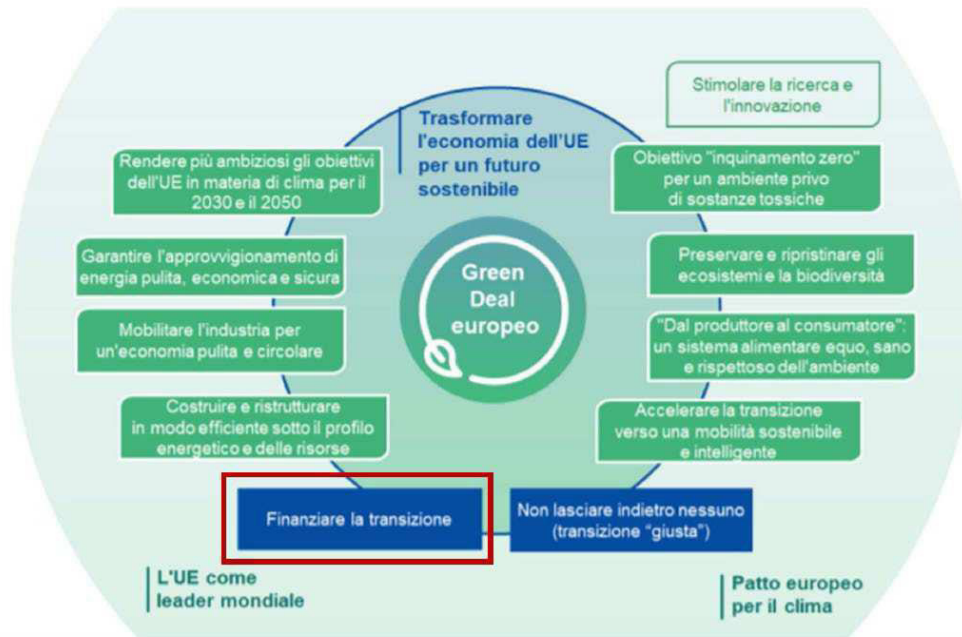 Stimolare la ricerca e
l'innovazione
Trasformare
l'economia dell'UE
per un futuro
sostenibile
Rendere più ambiziosi gli obiettivi
dell'UE in materia di clima per il
2030 e il 2050
Obiettivo "inquinamento zero"
per un ambiente privo
di sostanze tossiche
Garantire l'approvvigionamento di
energia pulita, economica e sicura
Green
Deal
europeo
Preservare e ripristinare gli
ecosistemi e la biodiversità
Mobilitare l'industria per
un'economia pulita e circolare
"Dal produttore al consumatore":
un sistema alimentare equo, sano
e rispettoso dell'ambiente
Costruire e ristrutturare
in modo efficiente sotto il profilo
energetico e delle risorse
Accelerare la transizione
verso una mobilità sostenibile
e intelligente
Finanziare la transizione
Non lasciare indietro nessuno
(transizione “giusta”)
L'UE come
leader mondiale
Patto europeo
per il clima